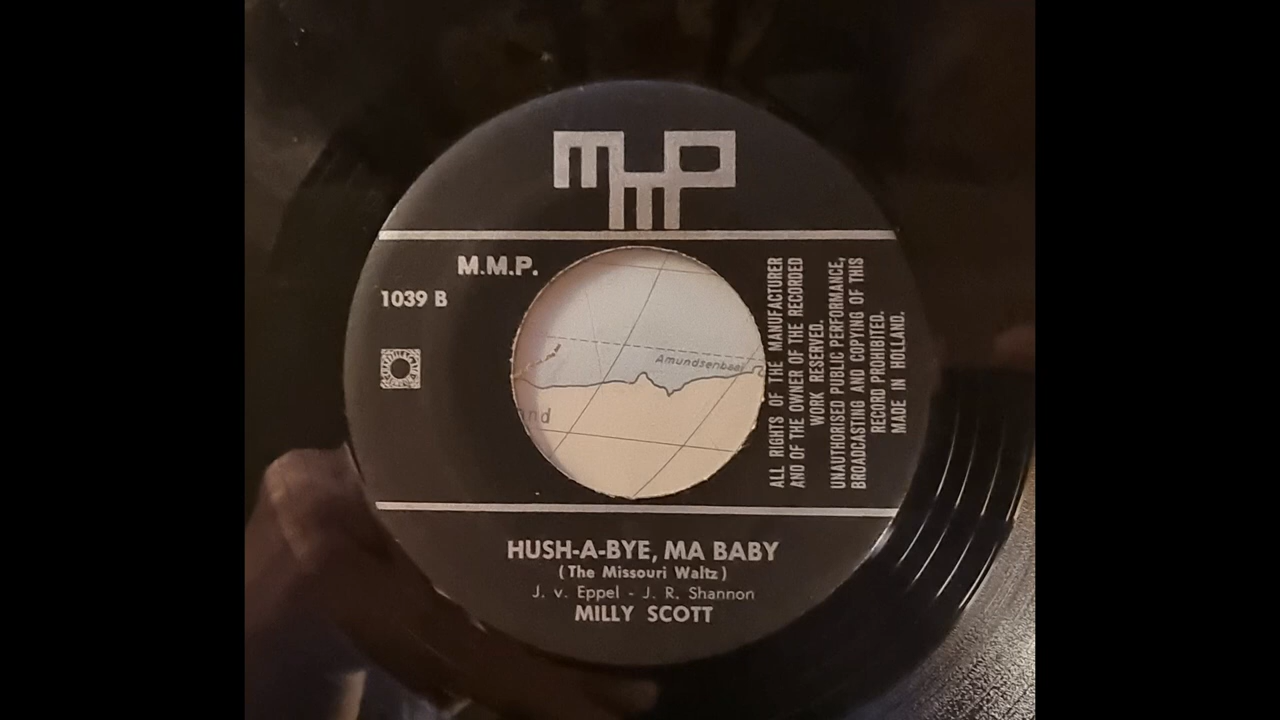 mmp
M.M.P.
1039 B
ALL RIGHTS OF THE MANUFACTURER
AND OF THE OWNER OF THE RECORDED
WORK RESERVED.
UNAUTHORISED PUBLIC PERFORMANCE,
BROADCASTING AND COPYING OF THIS
RECORD PROHIBITED.
MADE IN HOLLAND.
Amundsenbaai
nd
HUSH-A-BYE, MA BABY
(The Missouri Waltz)
J. v. Eppel - J. R. Shannon
MILLY SCOTT